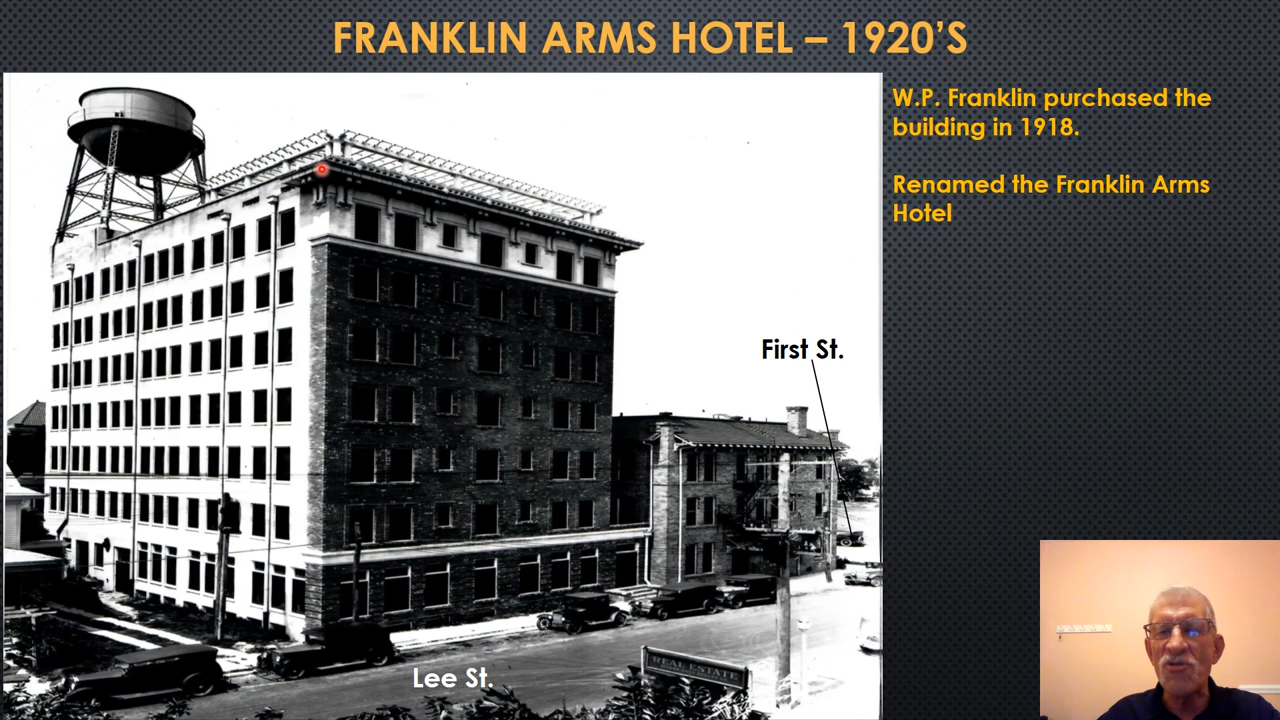 FRANKLIN ARMS HOTEL – 1920’S
W.P. Franklin purchased the
building in 1918.
Renamed the Franklin Arms
Hotel
First St.
Lee St.
REAL ESTATE